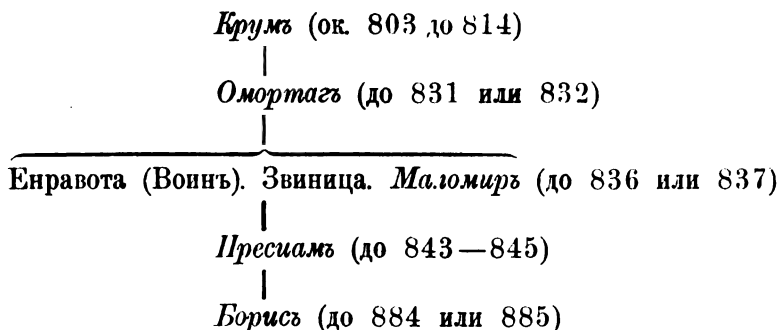 Крумъ (ок. 803 до 814)
Омортагъ (до 831 или 832)
Енравота (Воинъ). Звиница. Маломиръ (до 836 или 837)
Пресиамъ (до 843—845)
Борисъ (до 884 или 885)